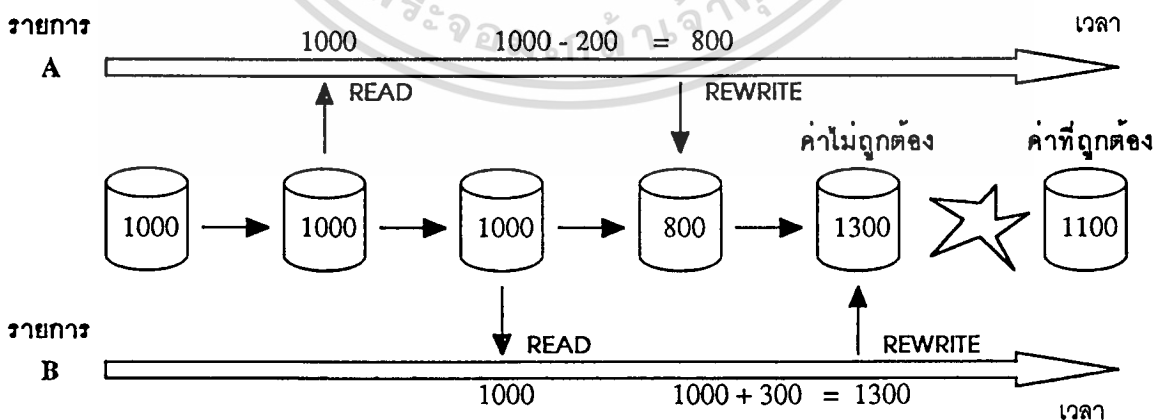 รายการ
A
1000
1000 - 200 = 800
เวลา
READ
REWRITE
ค่าไม่ถูกต้อง
ค่าที่ถูกต้อง
1000
1000
1000
800
1300
1100
รายการ
B
READ
REWRITE
1000
1000 + 300 = 1300
เวลา